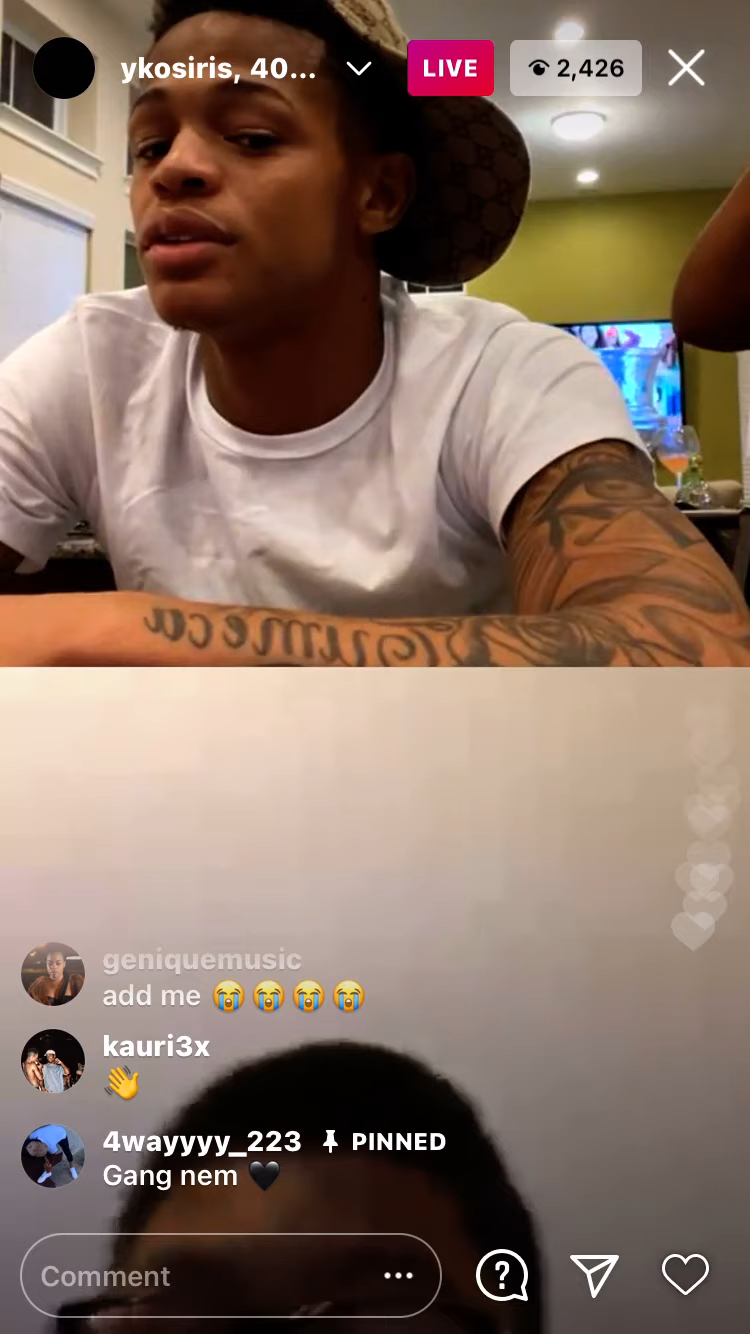 ykosiris, 40... LIVE 2,426
geniquemusic
add me 😭😭😭😭
kauri3x
👋
4wayyyy_223 PINNED
Gang nem 🖤
Comment